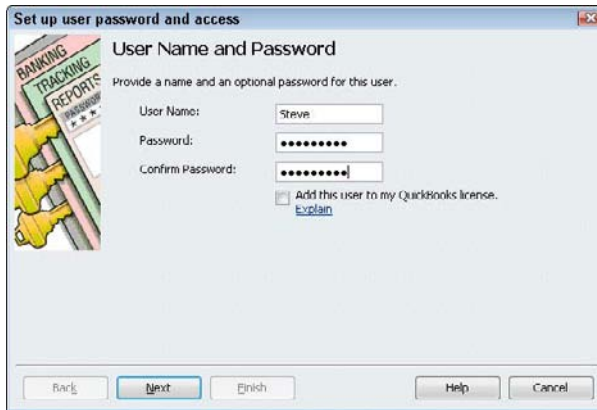 Set up user password and access
BANKING
TRACKING
REPORTS
PASSWORD
* * *
User Name and Password
Provide a name and an optional password for this user.
User Name:
Steve
Password:
•••••••••
Confirm Password:
•••••••••
Add this user to my QuickBooks license.
Explain
Back
Next
Finish
Help
Cancel